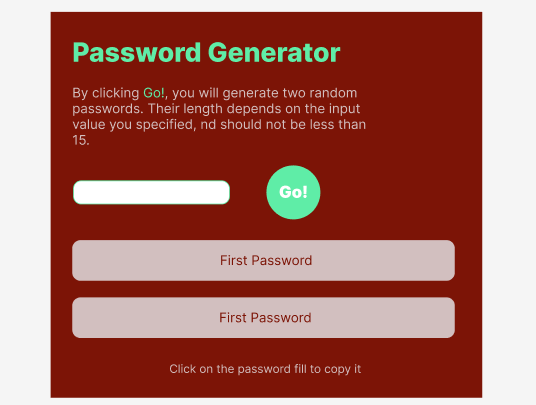 Password Generator
By clicking Go!, you will generate two random
passwords. Their length depends on the input
value you specified, nd should not be less than
15.
Go!
First Password
First Password
Click on the password fill to copy it